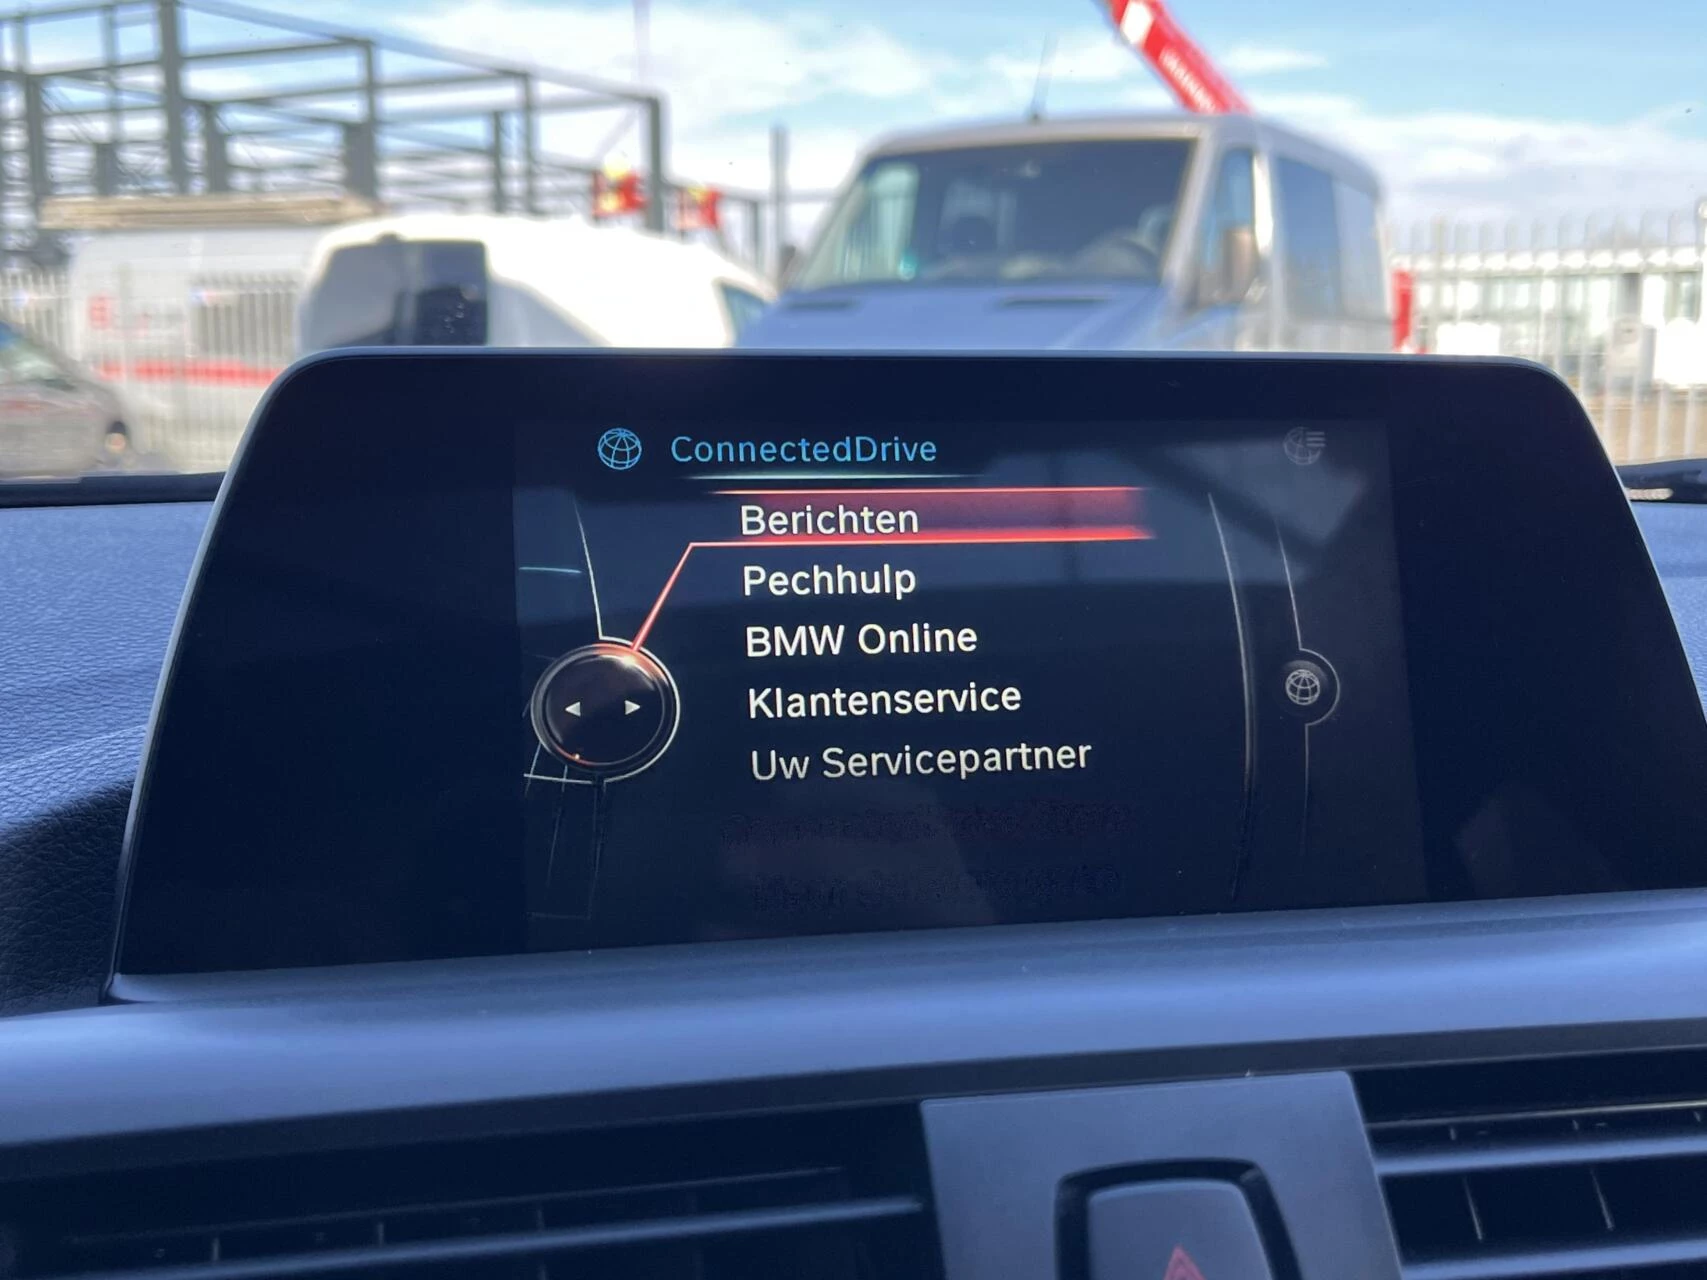 ConnectedDrive
Berichten
Pechhulp
BMW Online
Klantenservice
Uw Servicepartner